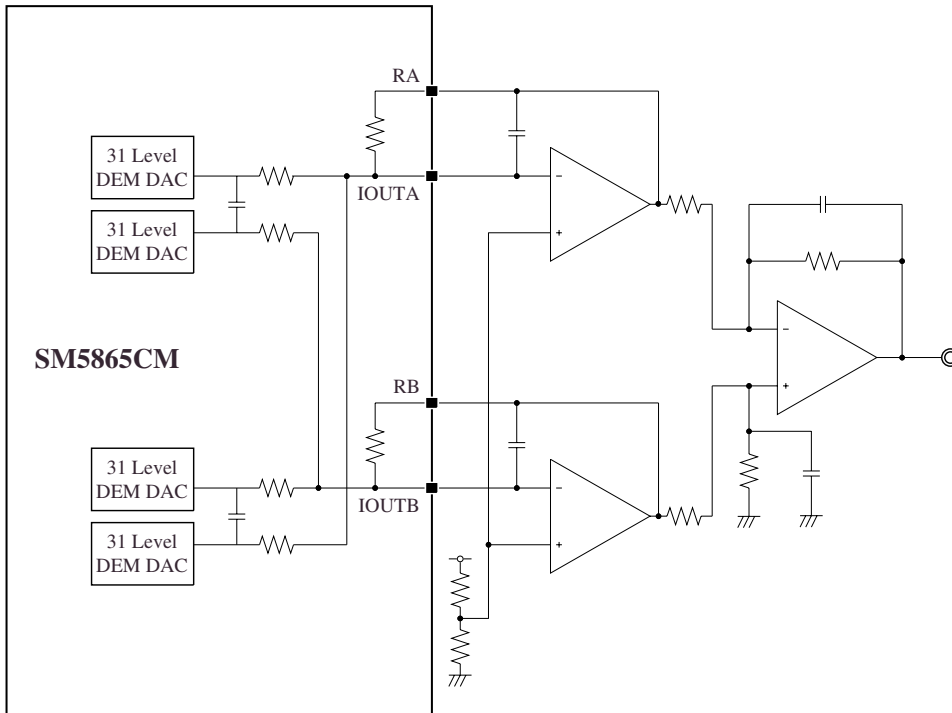 RA
31 Level
DEM DAC
IOUTA
−
31 Level
DEM DAC
+
−
SM5865CM
+
RB
31 Level
DEM DAC
IOUTB
−
31 Level
DEM DAC
+